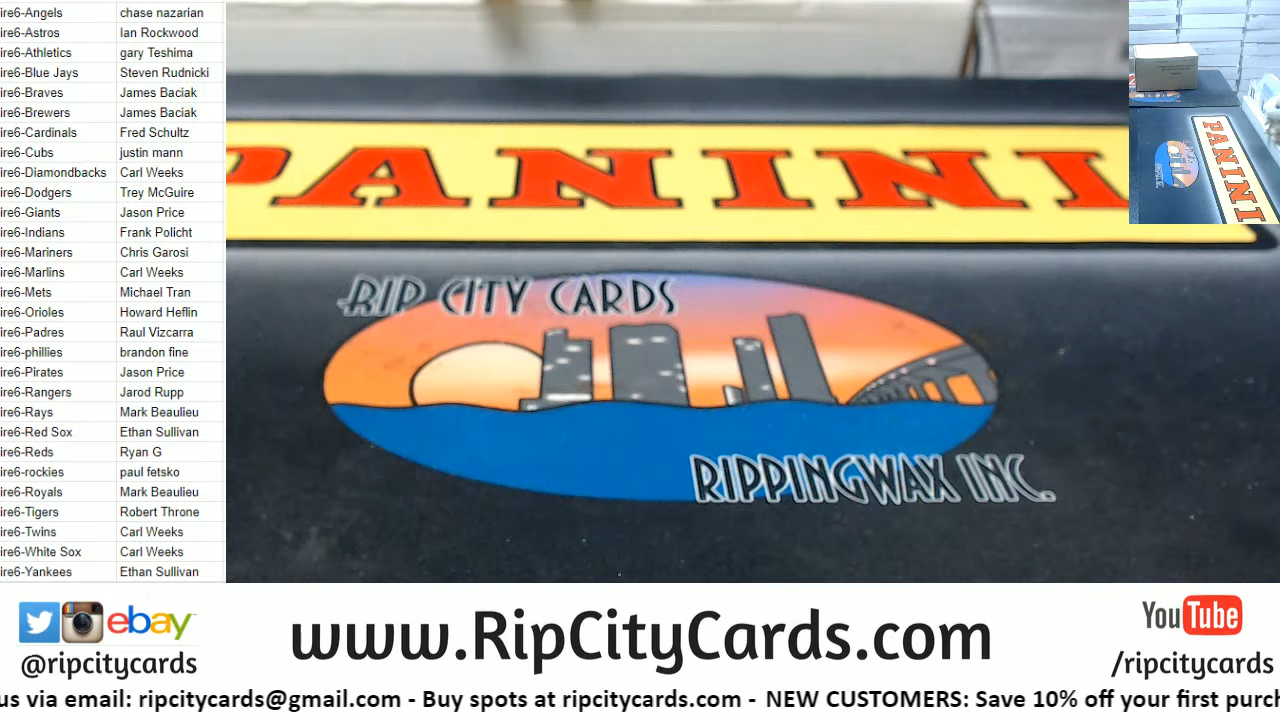 ire6-Angels chase nazarian
ire6-Astros Ian Rockwood
ire6-Athletics gary Teshima
ire6-Blue Jays Steven Rudnicki
ire6-Braves James Baciak
ire6-Brewers James Baciak
ire6-Cardinals Fred Schultz
ire6-Cubs justin mann
ire6-Diamondbacks Carl Weeks
ire6-Dodgers Trey McGuire
ire6-Giants Jason Price
ire6-Indians Frank Policht
ire6-Mariners Chris Garosi
ire6-Marlins Carl Weeks
ire6-Mets Michael Tran
ire6-Orioles Howard Heflin
ire6-Padres Raul Vizcarra
ire6-phillies brandon fine
ire6-Pirates Jason Price
ire6-Rangers Jarod Rupp
ire6-Rays Mark Beaulieu
ire6-Red Sox Ethan Sullivan
ire6-Reds Ryan G
ire6-rockies paul fetsko
ire6-Royals Mark Beaulieu
ire6-Tigers Robert Throne
ire6-Twins Carl Weeks
ire6-White Sox Carl Weeks
ire6-Yankees Ethan Sullivan
PANINI
RIP CITY CARDS
RIPPINGWAX INC.
PANINI
ebay
@ripcitycards
www.RipCityCards.com
YouTube
/ripcitycards
us via email: ripcitycards@gmail.com - Buy spots at ripcitycards.com - NEW CUSTOMERS: Save 10% off your first purch